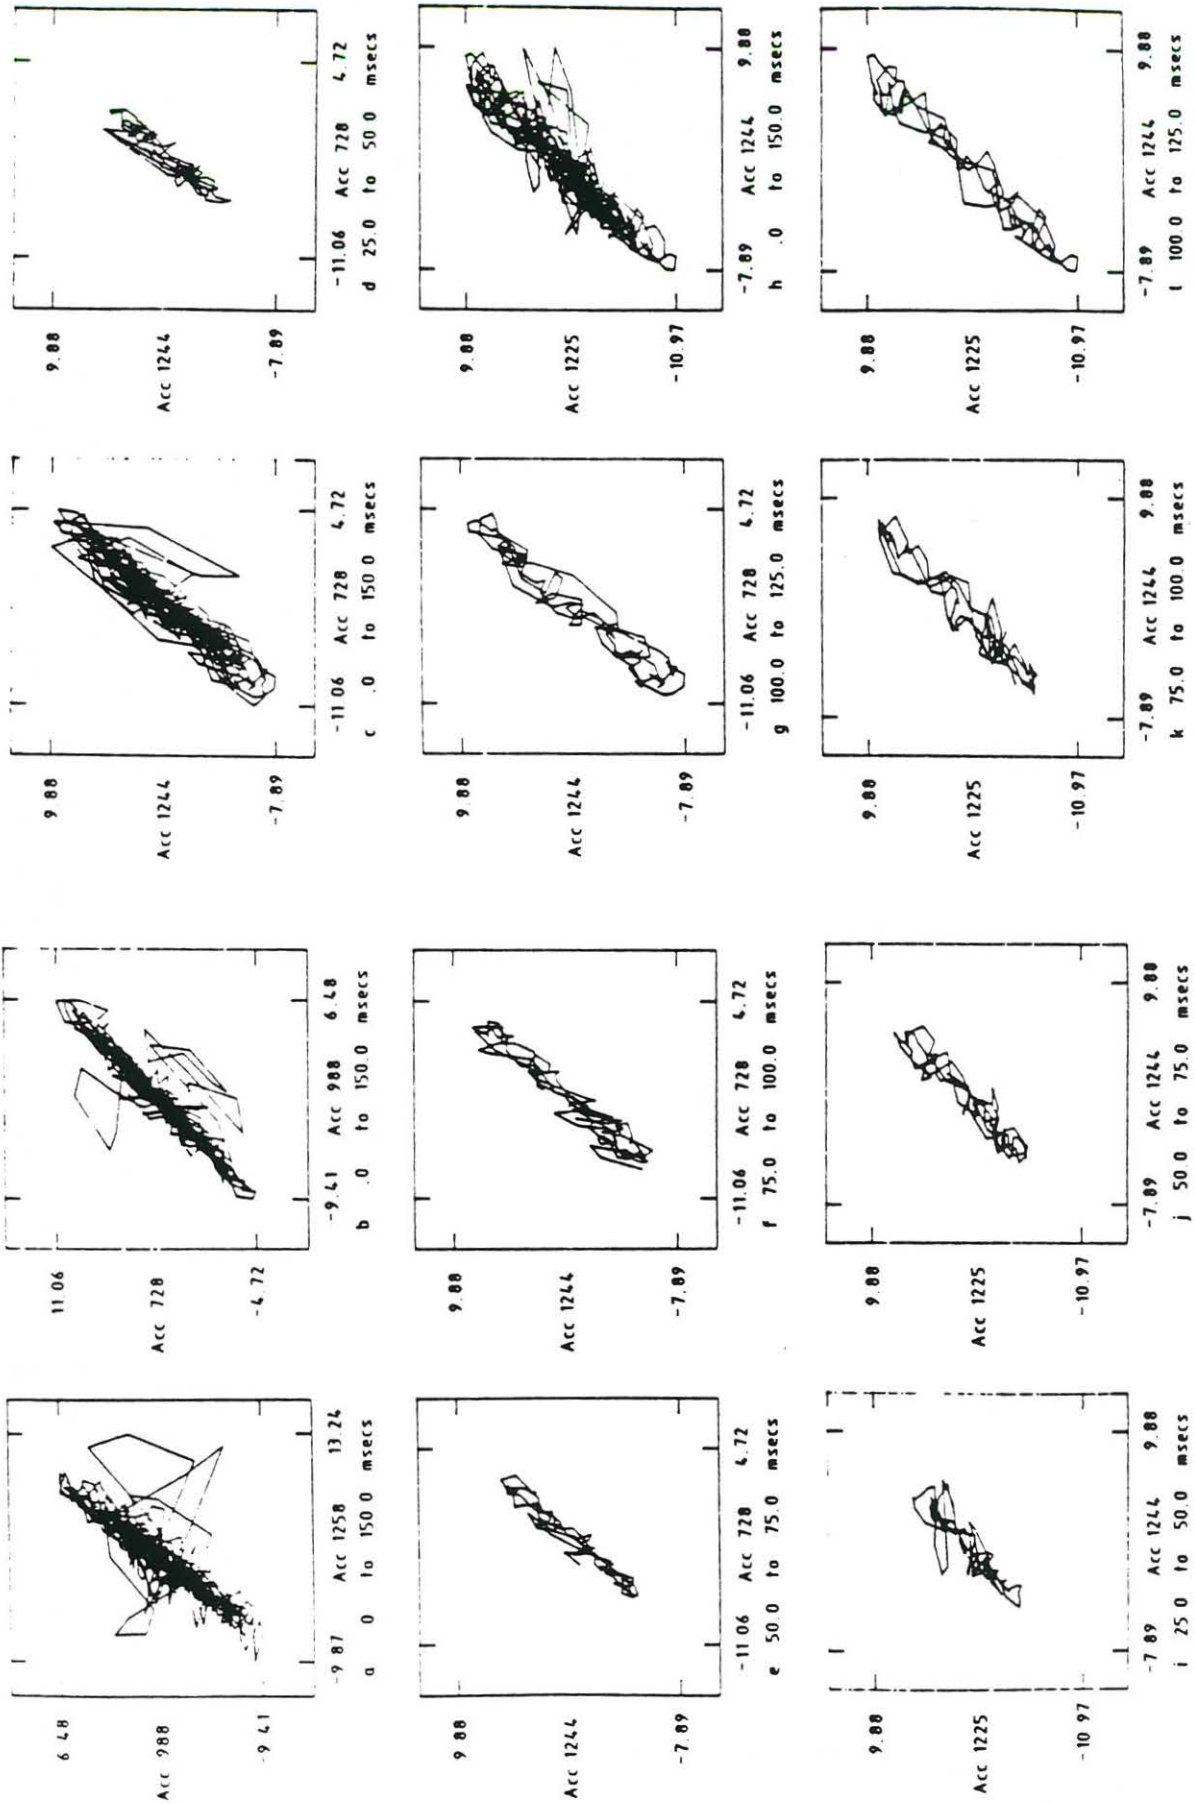 6 48
Acc 988
-9 41
-9 87 Acc 1258 13.24
a 0 to 150 0 msecs
11 06
Acc 728
-4.72
-9.41 Acc 988 6.48
b .0 to 150.0 msecs
9.88
Acc 1244
-7.89
-11.06 Acc 728 4.72
c .0 to 150 0 msecs
9.88
Acc 1244
-7.89
-11.06 Acc 728 4.72
d 25.0 to 50 0 msecs
9 88
Acc 1244
-7.89
-11 06 Acc 728 4.72
e 50.0 to 75.0 msecs
9.88
Acc 1244
-7.89
-11.06 Acc 728 4.72
f 75.0 to 100.0 msecs
9.88
Acc 1244
-7.89
-11.06 Acc 728 4.72
g 100.0 to 125.0 msecs
9.88
Acc 1225
-10.97
-7.89 Acc 1244 9.88
h .0 to 150.0 msecs
9.88
Acc 1225
-10 97
-7 89 Acc 1244 9.88
i 25 0 to 50.0 msecs
9.88
Acc 1225
-10.97
-7.89 Acc 1244 9.88
j 50.0 to 75.0 msecs
9.88
Acc 1225
-10.97
-7.89 Acc 1244 9.88
k 75.0 to 100.0 msecs
9.88
Acc 1225
-10.97
-7.89 Acc 1244 9.88
l 100.0 to 125.0 msecs